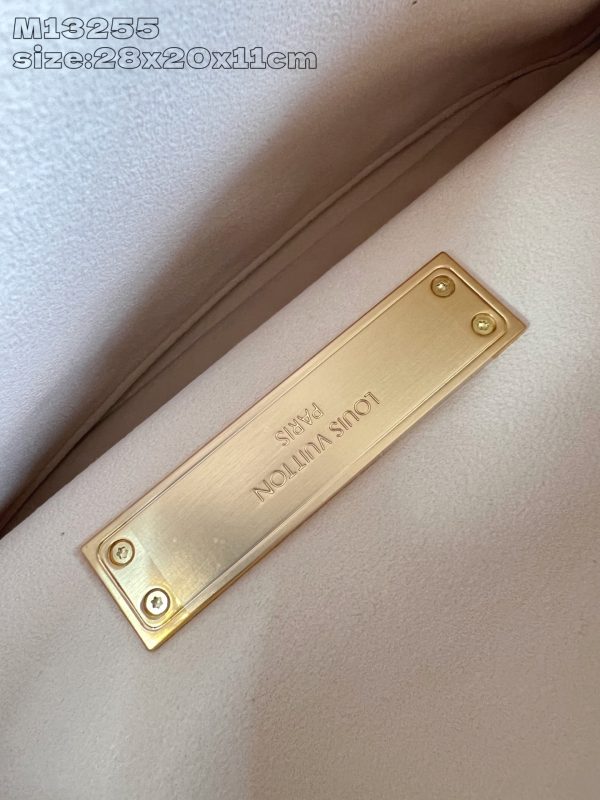 M13255
size:28x20x11cm
LOUIS VUITTON
PARIS